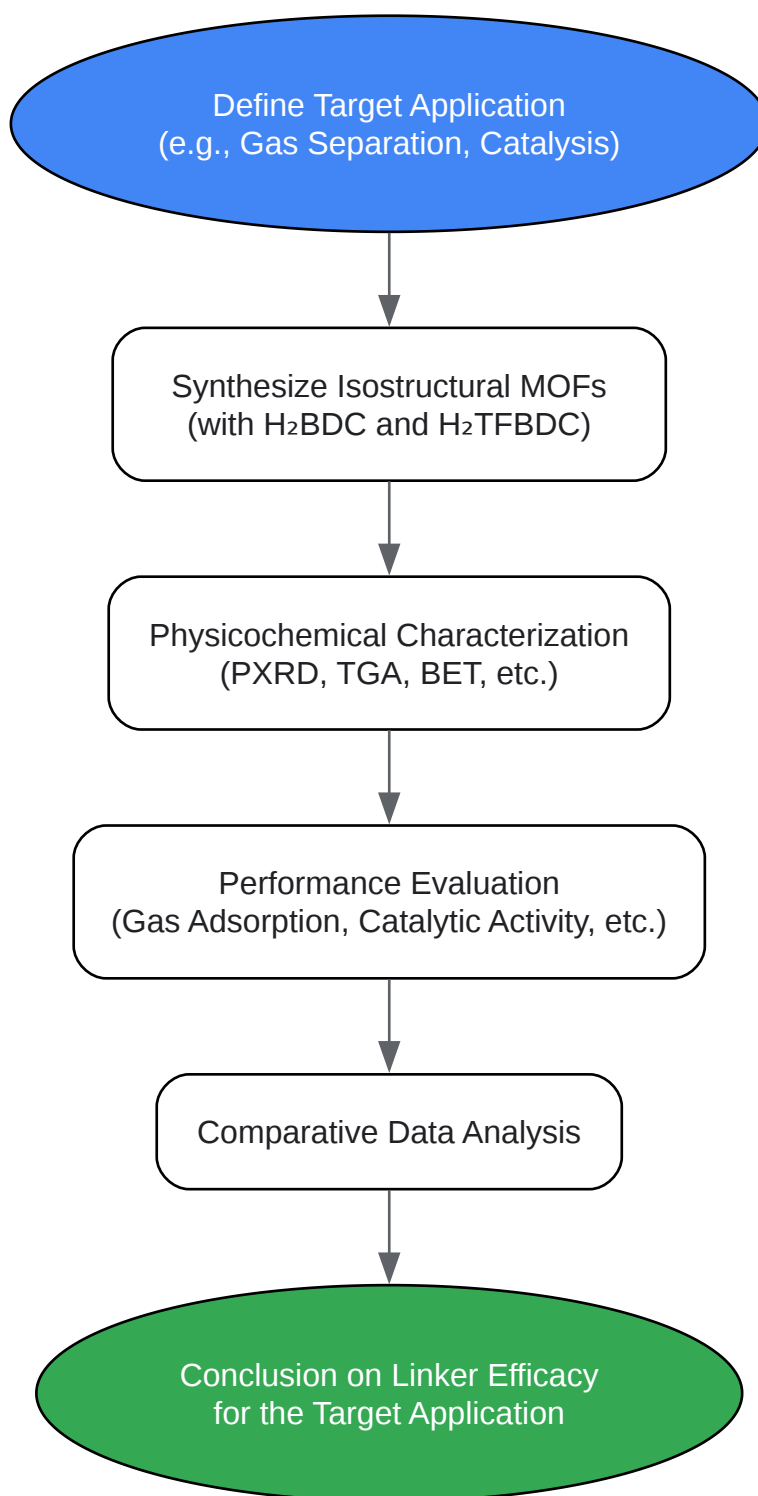 Define Target Application
(e.g., Gas Separation, Catalysis)
Synthesize Isostructural MOFs
(with H₂BDC and H₂TFBDC)
Physicochemical Characterization
(PXRD, TGA, BET, etc.)
Performance Evaluation
(Gas Adsorption, Catalytic Activity, etc.)
Comparative Data Analysis
Conclusion on Linker Efficacy
for the Target Application